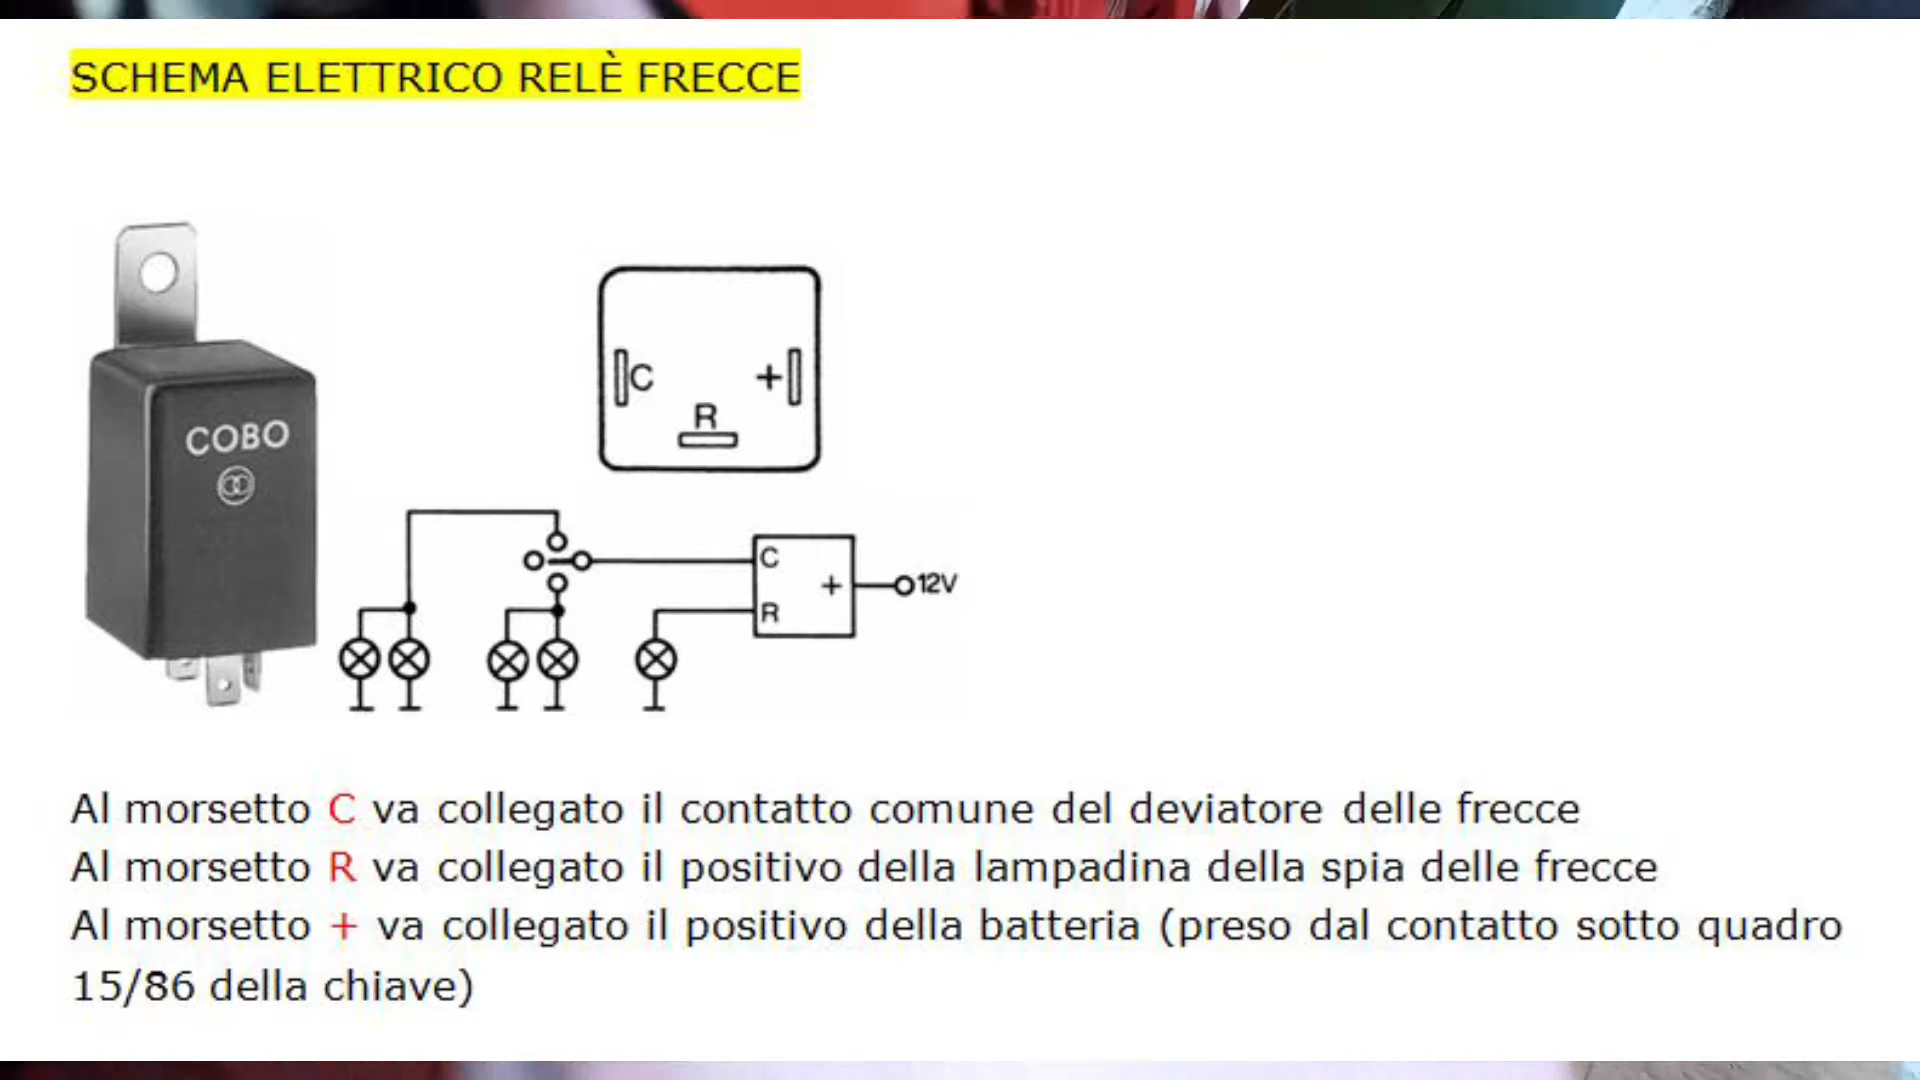 SCHEMA ELETTRICO RELÈ FRECCE
COBO
C
+
R
C
+
12V
R
Al morsetto C va collegato il contatto comune del deviatore delle frecce
Al morsetto R va collegato il positivo della lampadina della spia delle frecce
Al morsetto + va collegato il positivo della batteria (preso dal contatto sotto quadro
15/86 della chiave)